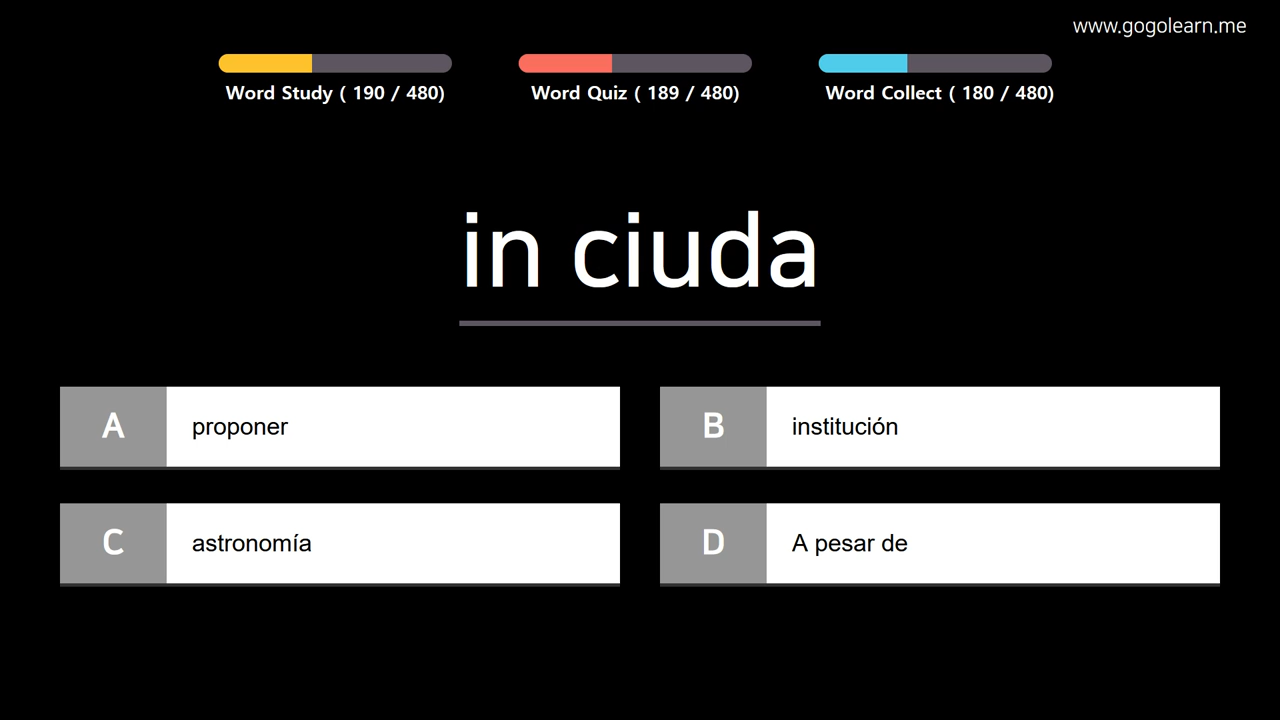 www.gogolearn.me
Word Study ( 190 / 480)
Word Quiz ( 189 / 480)
Word Collect ( 180 / 480)
in ciuda
A
proponer
B
institución
C
astronomía
D
A pesar de